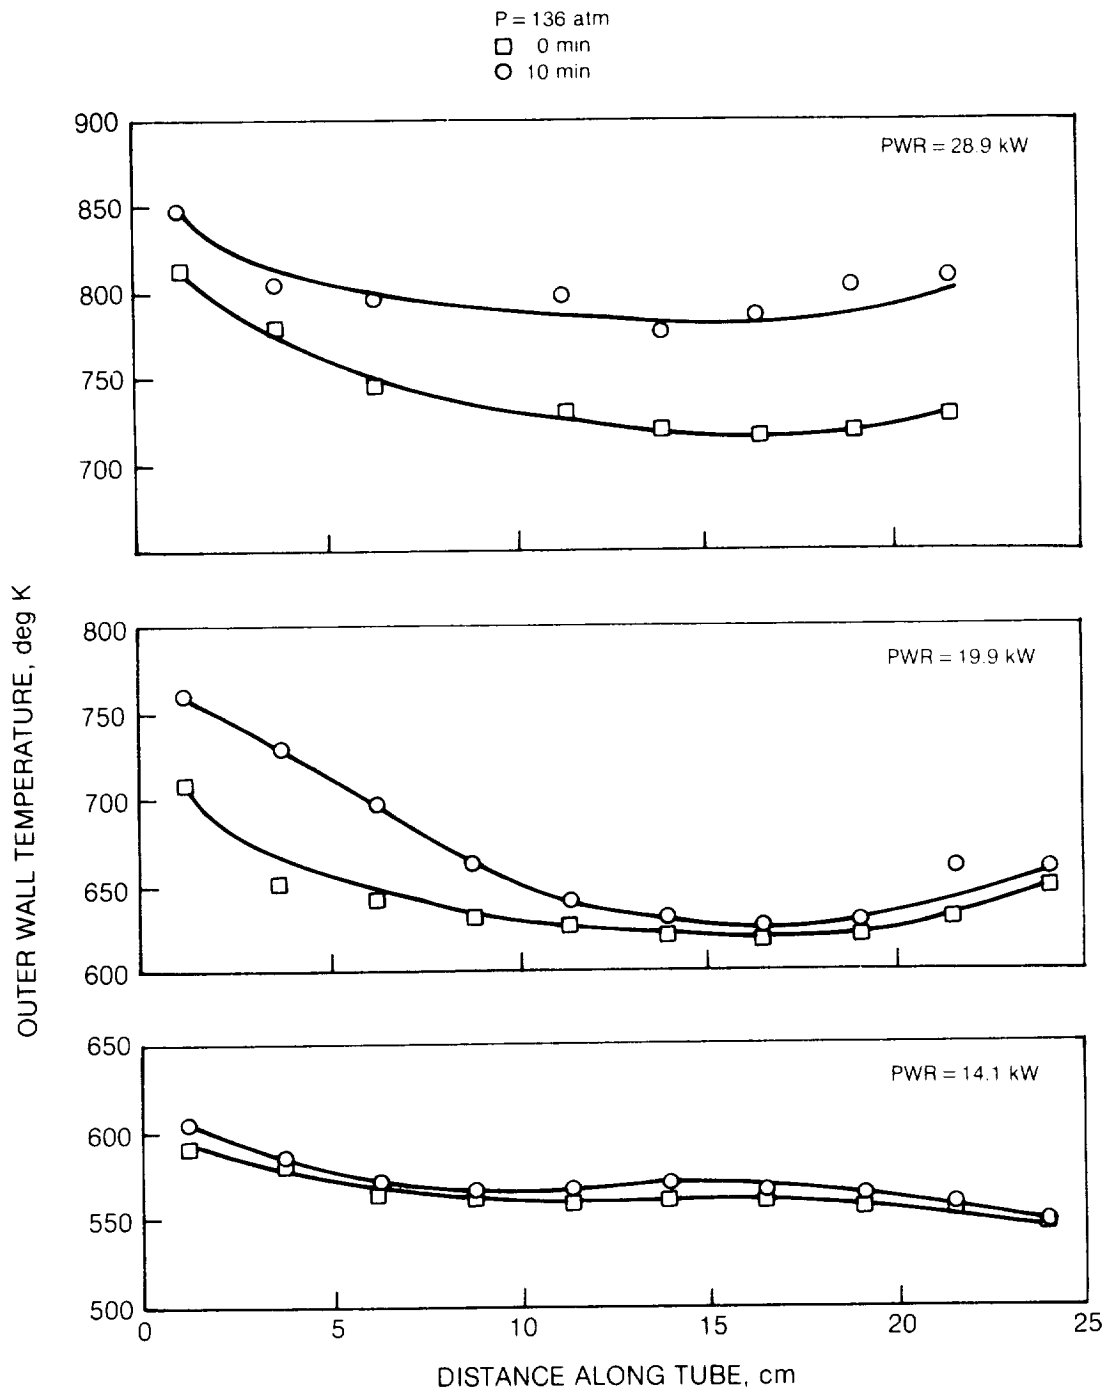 P = 136 atm
□ 0 min
○ 10 min
900
PWR = 28.9 kW
850
800
750
700
800
PWR = 19.9 kW
750
700
650
600
650
PWR = 14.1 kW
600
550
500
0 5 10 15 20 25
OUTER WALL TEMPERATURE, deg K
DISTANCE ALONG TUBE, cm